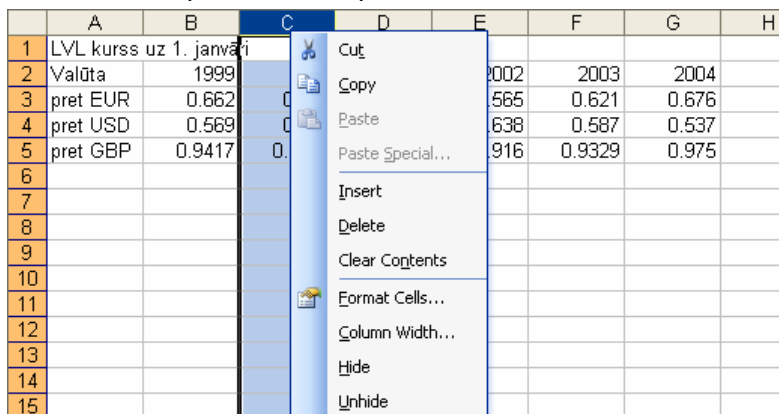 A B C D E F G H
1 LVL kurss uz 1. janvāri Cut
2 Valūta 1999 2002 2003 2004
Copy
3 pret EUR 0.662 0 .565 0.621 0.676
4 pret USD 0.569 0 Paste .638 0.587 0.537
5 pret GBP 0.9417 0. Paste Special... .916 0.9329 0.975
6
7 Insert
8 Delete
9 Clear Contents
10
11 Format Cells...
12 Column Width...
13 Hide
14
15 Unhide